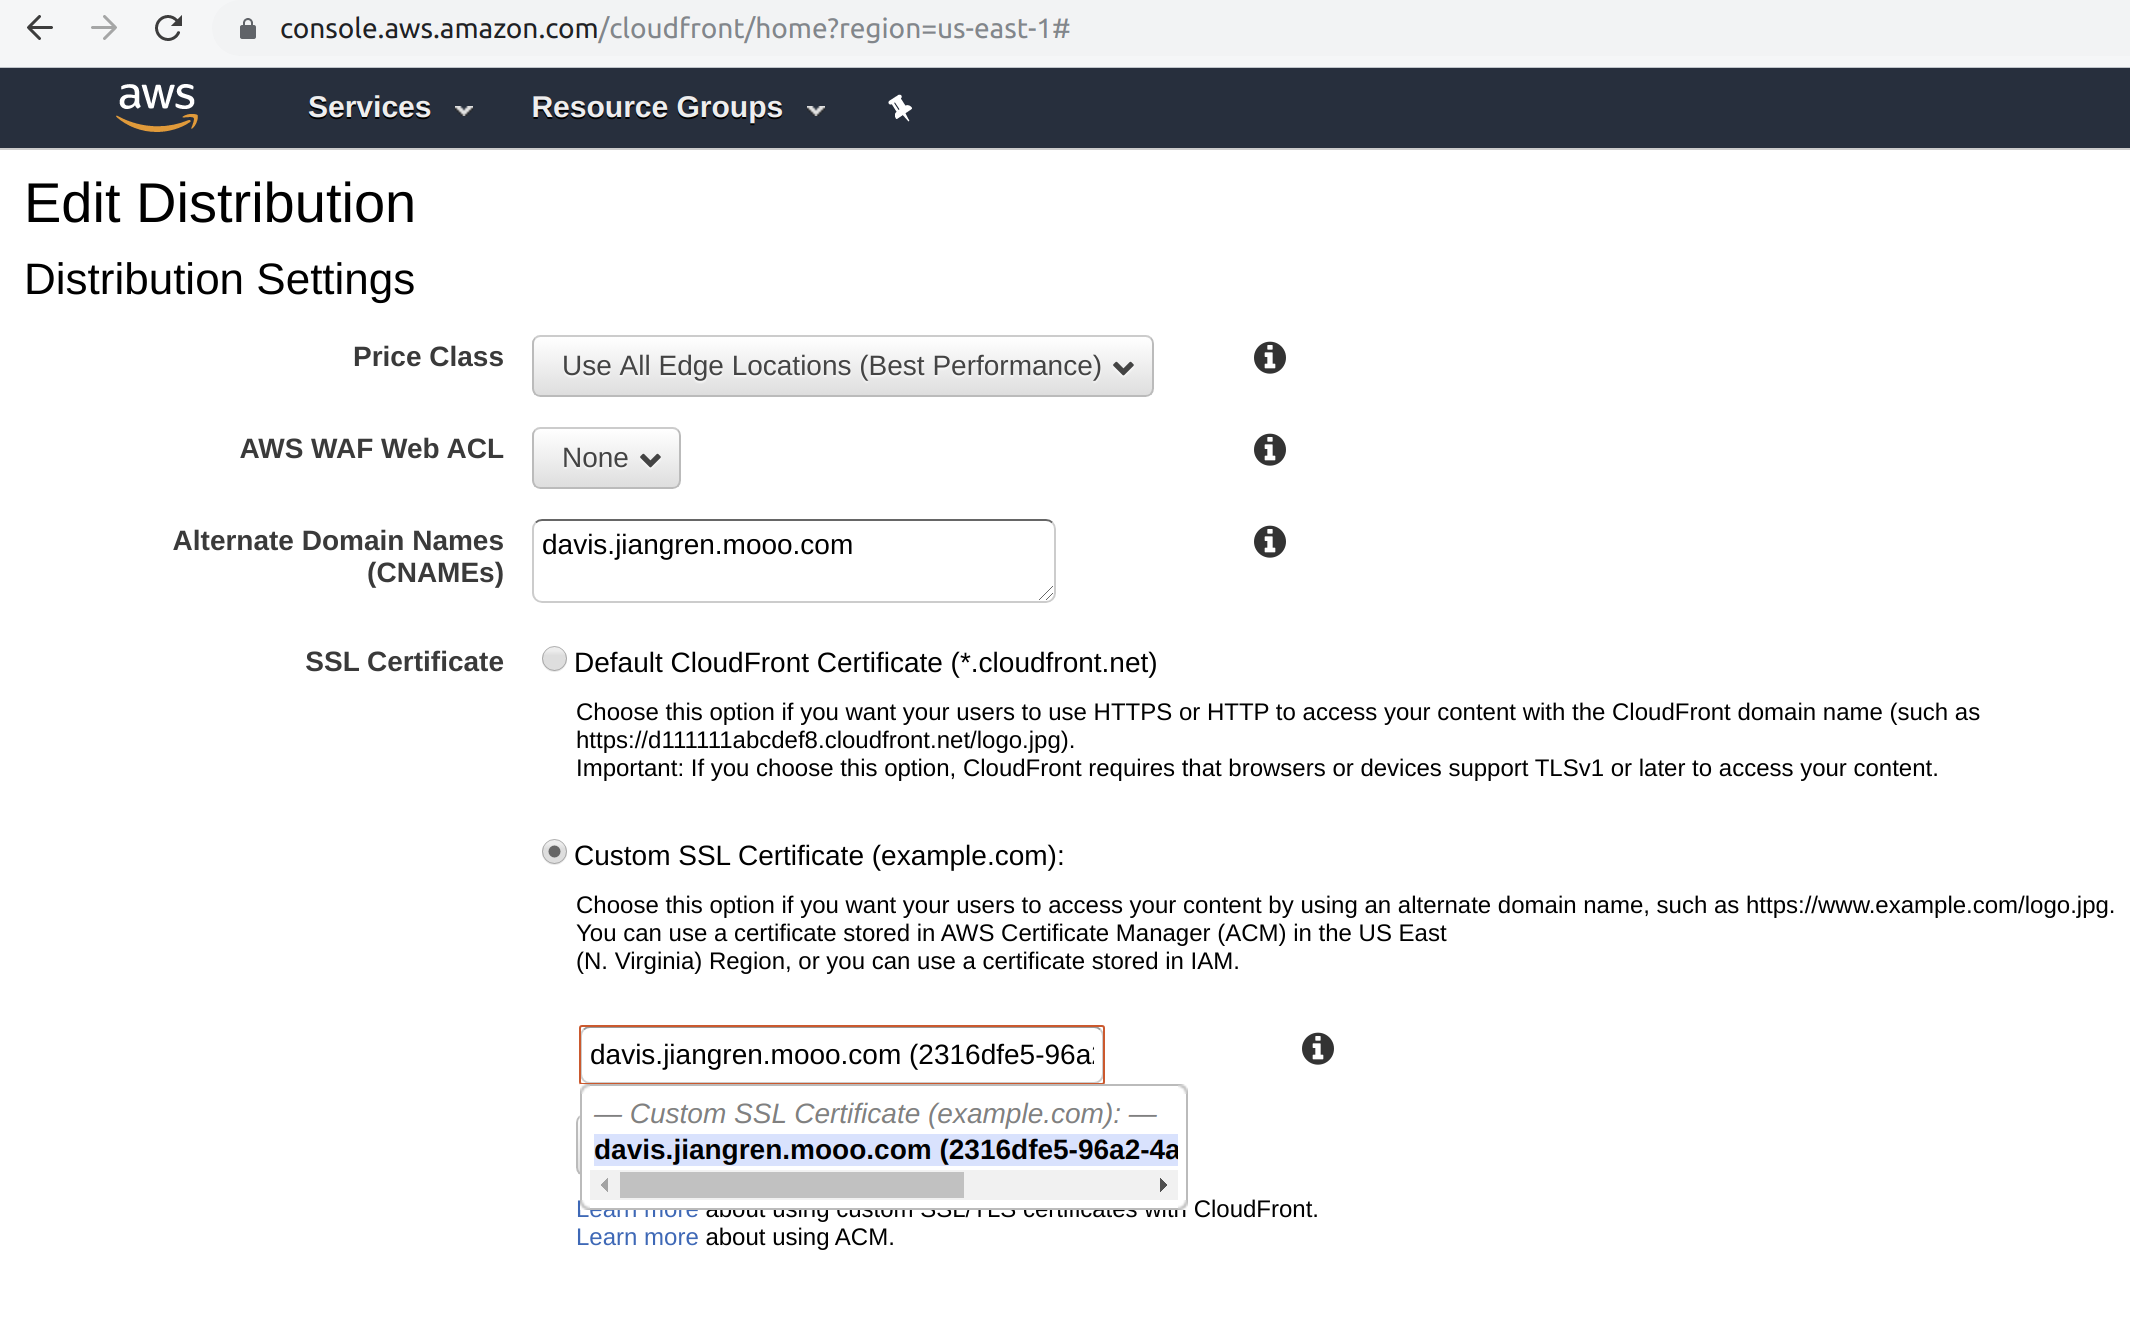 console.aws.amazon.com/cloudfront/home?region=us-east-1#
aws Services Resource Groups
Edit Distribution
Distribution Settings
Price Class Use All Edge Locations (Best Performance)
AWS WAF Web ACL None
Alternate Domain Names davis.jiangren.mooo.com
(CNAMEs)
SSL Certificate Default CloudFront Certificate (*.cloudfront.net)
Choose this option if you want your users to use HTTPS or HTTP to access your content with the CloudFront domain name (such as
https://d111111abcdef8.cloudfront.net/logo.jpg).
Important: If you choose this option, CloudFront requires that browsers or devices support TLSv1 or later to access your content.
Custom SSL Certificate (example.com):
Choose this option if you want your users to access your content by using an alternate domain name, such as https://www.example.com/logo.jpg.
You can use a certificate stored in AWS Certificate Manager (ACM) in the US East
(N. Virginia) Region, or you can use a certificate stored in IAM.
davis.jiangren.mooo.com (2316dfe5-96a
— Custom SSL Certificate (example.com): —
davis.jiangren.mooo.com (2316dfe5-96a2-4a
Learn more about using custom SSL/TLS certificates with CloudFront.
Learn more about using ACM.